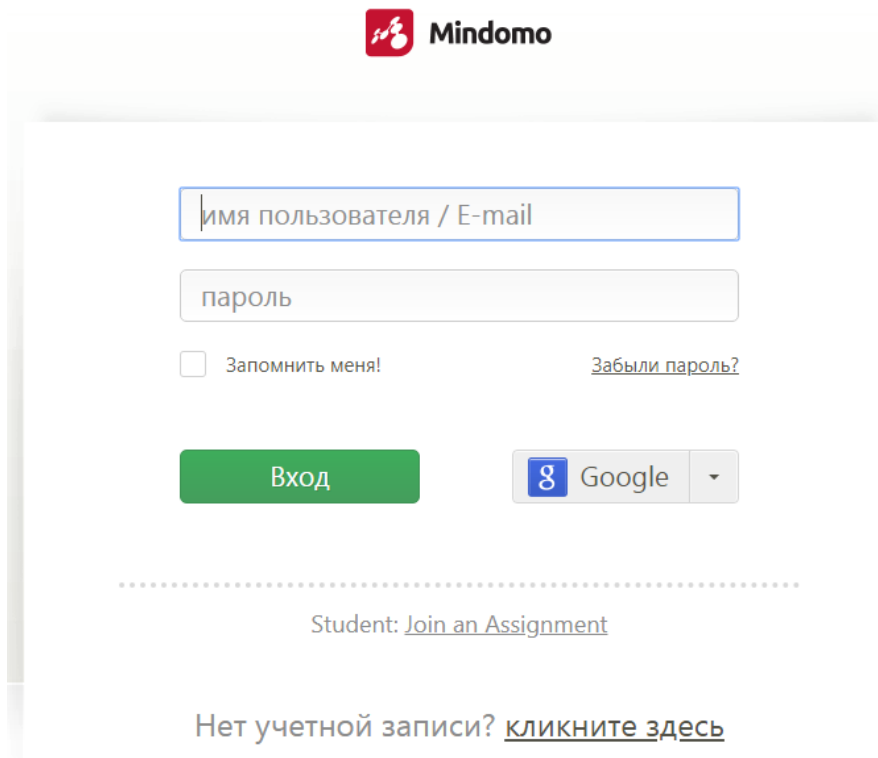 Mindomo
имя пользователя / E-mail
пароль
Запомнить меня! Забыли пароль?
Вход Google
Student: Join an Assignment
Нет учетной записи? кликните здесь